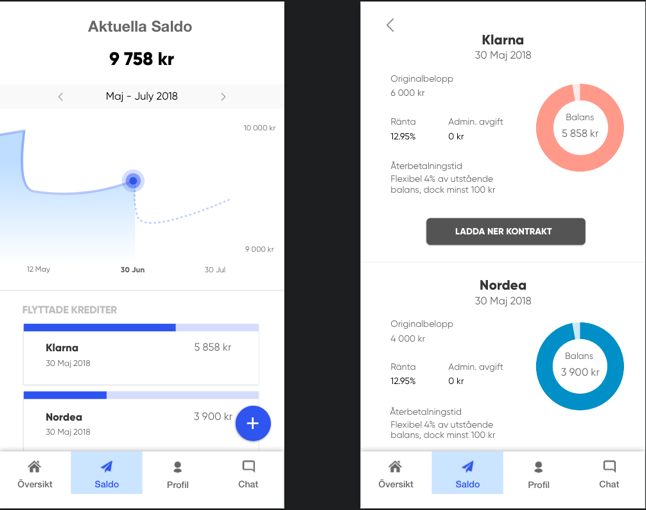 Aktuella Saldo
9 758 kr
Maj - July 2018
10 000 kr
9 000 kr
12 May
30 Jun
30 Jul
FLYTTADE KREDITER
Klarna
5 858 kr
30 Maj 2018
Nordea
3 900 kr
30 Maj 2018
+
Översikt
Saldo
Profil
Chat
Klarna
30 Maj 2018
Originalbelopp
6 000 kr
Ränta
Admin. avgift
12.95%
0 kr
Balans
5 858 kr
Återbetalningstid
Flexibel 4% av utstående
balans, dock minst 100 kr
LADDA NER KONTRAKT
Nordea
30 Maj 2018
Originalbelopp
4 000 kr
Ränta
Admin. avgift
12.95%
0 kr
Balans
3 900 kr
Återbetalningstid
Flexibel 4% av utstående
balans, dock minst 100 kr
Översikt
Saldo
Profil
Chat